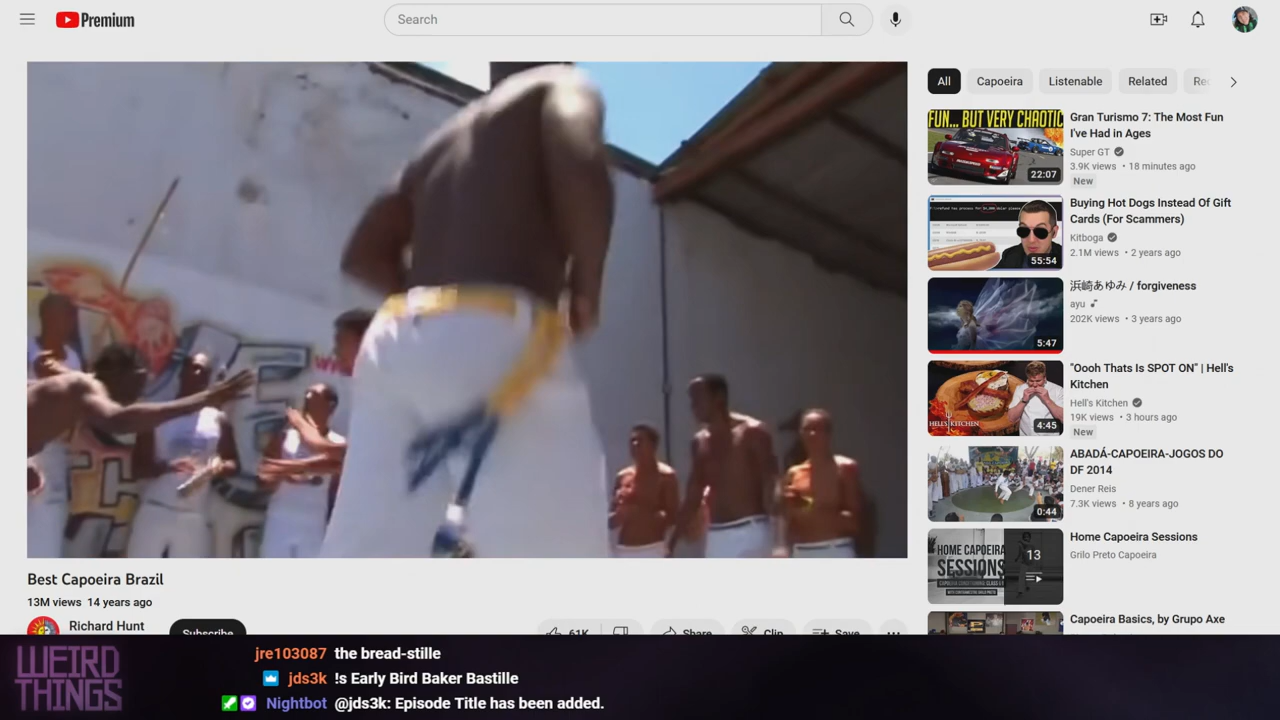 Premium
Search
All
Capoeira
Listenable
Related
Best Capoeira Brazil
13M views 14 years ago
Richard Hunt
Subscribe
61K
Share
Clip
Save
FUN... BUT VERY CHAOTIC
22:07
Gran Turismo 7: The Most Fun
I've Had in Ages
Super GT
3.9K views • 18 minutes ago
New
55:54
Buying Hot Dogs Instead Of Gift
Cards (For Scammers)
Kitboga
2.1M views • 2 years ago
5:47
浜崎あゆみ / forgiveness
ayu
202K views • 3 years ago
HELL'S KITCHEN
4:45
"Oooh Thats Is SPOT ON" | Hell's
Kitchen
Hell's Kitchen
19K views • 3 hours ago
New
0:44
ABADÁ-CAPOEIRA-JOGOS DO
DF 2014
Dener Reis
7.3K views • 8 years ago
HOME CAPOEIRA
SESSIONS
13
Home Capoeira Sessions
Grilo Preto Capoeira
Capoeira Basics, by Grupo Axe
WEIRD
THINGS
jre103087 the bread-stille
jds3k !s Early Bird Baker Bastille
Nightbot @jds3k: Episode Title has been added.